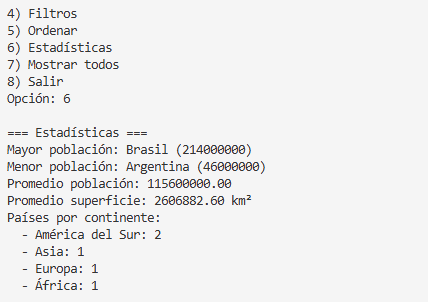 4) Filtros
5) Ordenar
6) Estadísticas
7) Mostrar todos
8) Salir
Opción: 6

=== Estadísticas ===
Mayor población: Brasil (214000000)
Menor población: Argentina (46000000)
Promedio población: 115600000.00
Promedio superficie: 2606882.60 km²
Países por continente:
  - América del Sur: 2
  - Asia: 1
  - Europa: 1
  - África: 1